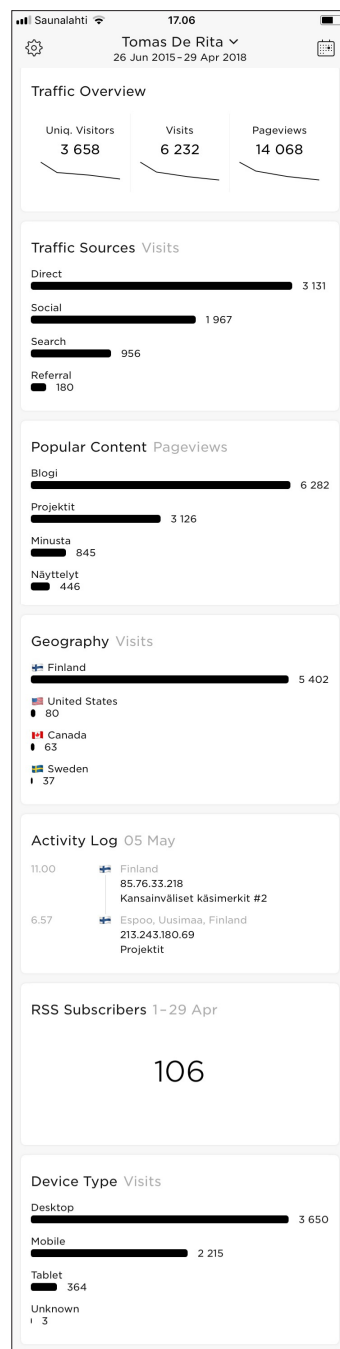 Saunalahti 17.06
Tomas De Rita
26 Jun 2015–29 Apr 2018
Traffic Overview
Uniq. Visitors Visits Pageviews
3 658 6 232 14 068
Traffic Sources Visits
Direct
3 131
Social
1 967
Search
956
Referral
180
Popular Content Pageviews
Blogi
6 282
Projektit
3 126
Minusta
845
Näyttelyt
446
Geography Visits
Finland
5 402
United States
80
Canada
63
Sweden
37
Activity Log 05 May
11.00 Finland
85.76.33.218
Kansainväliset käsimerkit #2
6.57 Espoo, Uusimaa, Finland
213.243.180.69
Projektit
RSS Subscribers 1–29 Apr
106
Device Type Visits
Desktop
3 650
Mobile
2 215
Tablet
364
Unknown
3